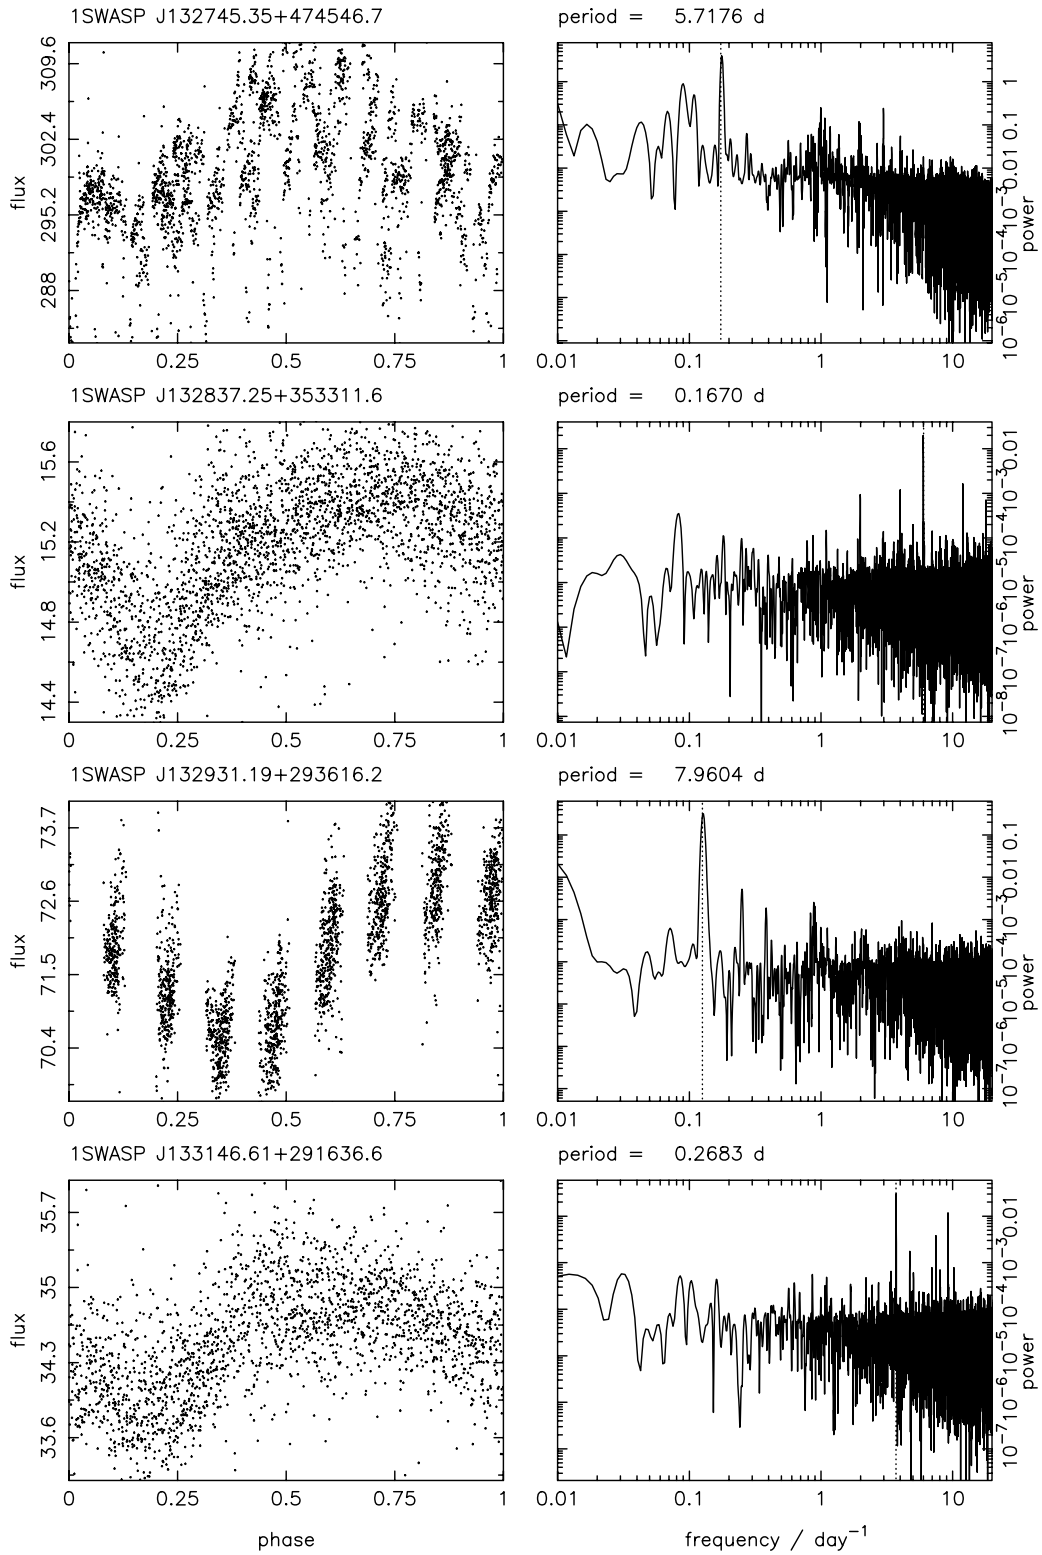 1SWASP J132745.35+474546.7
period = 5.7176 d
309.6
302.4
295.2
288
flux
0 0.25 0.5 0.75 1
1
0.1
0.01
10⁻³
10⁻⁴
10⁻⁵
10⁻⁶
power
0.01 0.1 1 10
1SWASP J132837.25+353311.6
period = 0.1670 d
15.6
15.2
14.8
14.4
flux
0 0.25 0.5 0.75 1
0.01
10⁻³
10⁻⁴
10⁻⁵
10⁻⁶
10⁻⁷
10⁻⁸
power
0.01 0.1 1 10
1SWASP J132931.19+293616.2
period = 7.9604 d
73.7
72.6
71.5
70.4
flux
0 0.25 0.5 0.75 1
0.1
0.01
10⁻³
10⁻⁴
10⁻⁵
10⁻⁶
10⁻⁷
power
0.01 0.1 1 10
1SWASP J133146.61+291636.6
period = 0.2683 d
35.7
35
34.3
33.6
flux
0 0.25 0.5 0.75 1
0.01
10⁻³
10⁻⁴
10⁻⁵
10⁻⁶
10⁻⁷
power
0.01 0.1 1 10
phase
frequency / day⁻¹